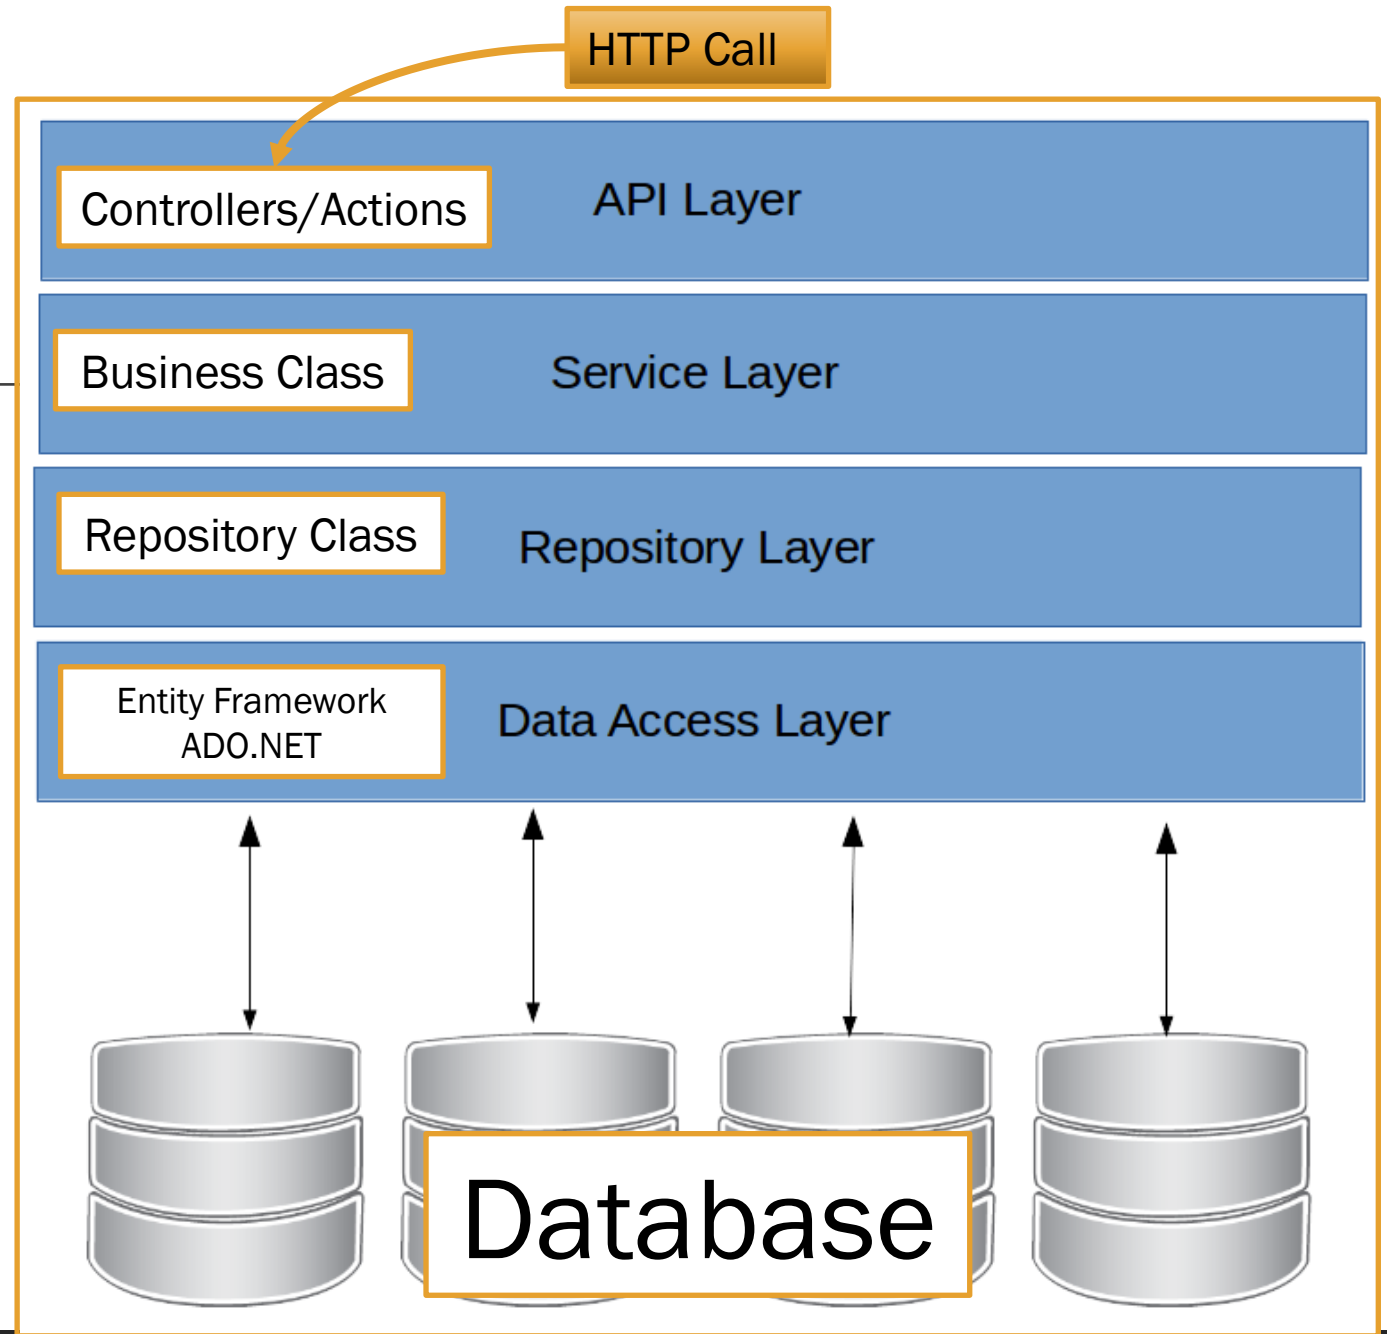 HTTP Call
Controllers/Actions
API Layer
Business Class
Service Layer
Repository Class
Repository Layer
Entity Framework
ADO.NET
Data Access Layer
Database